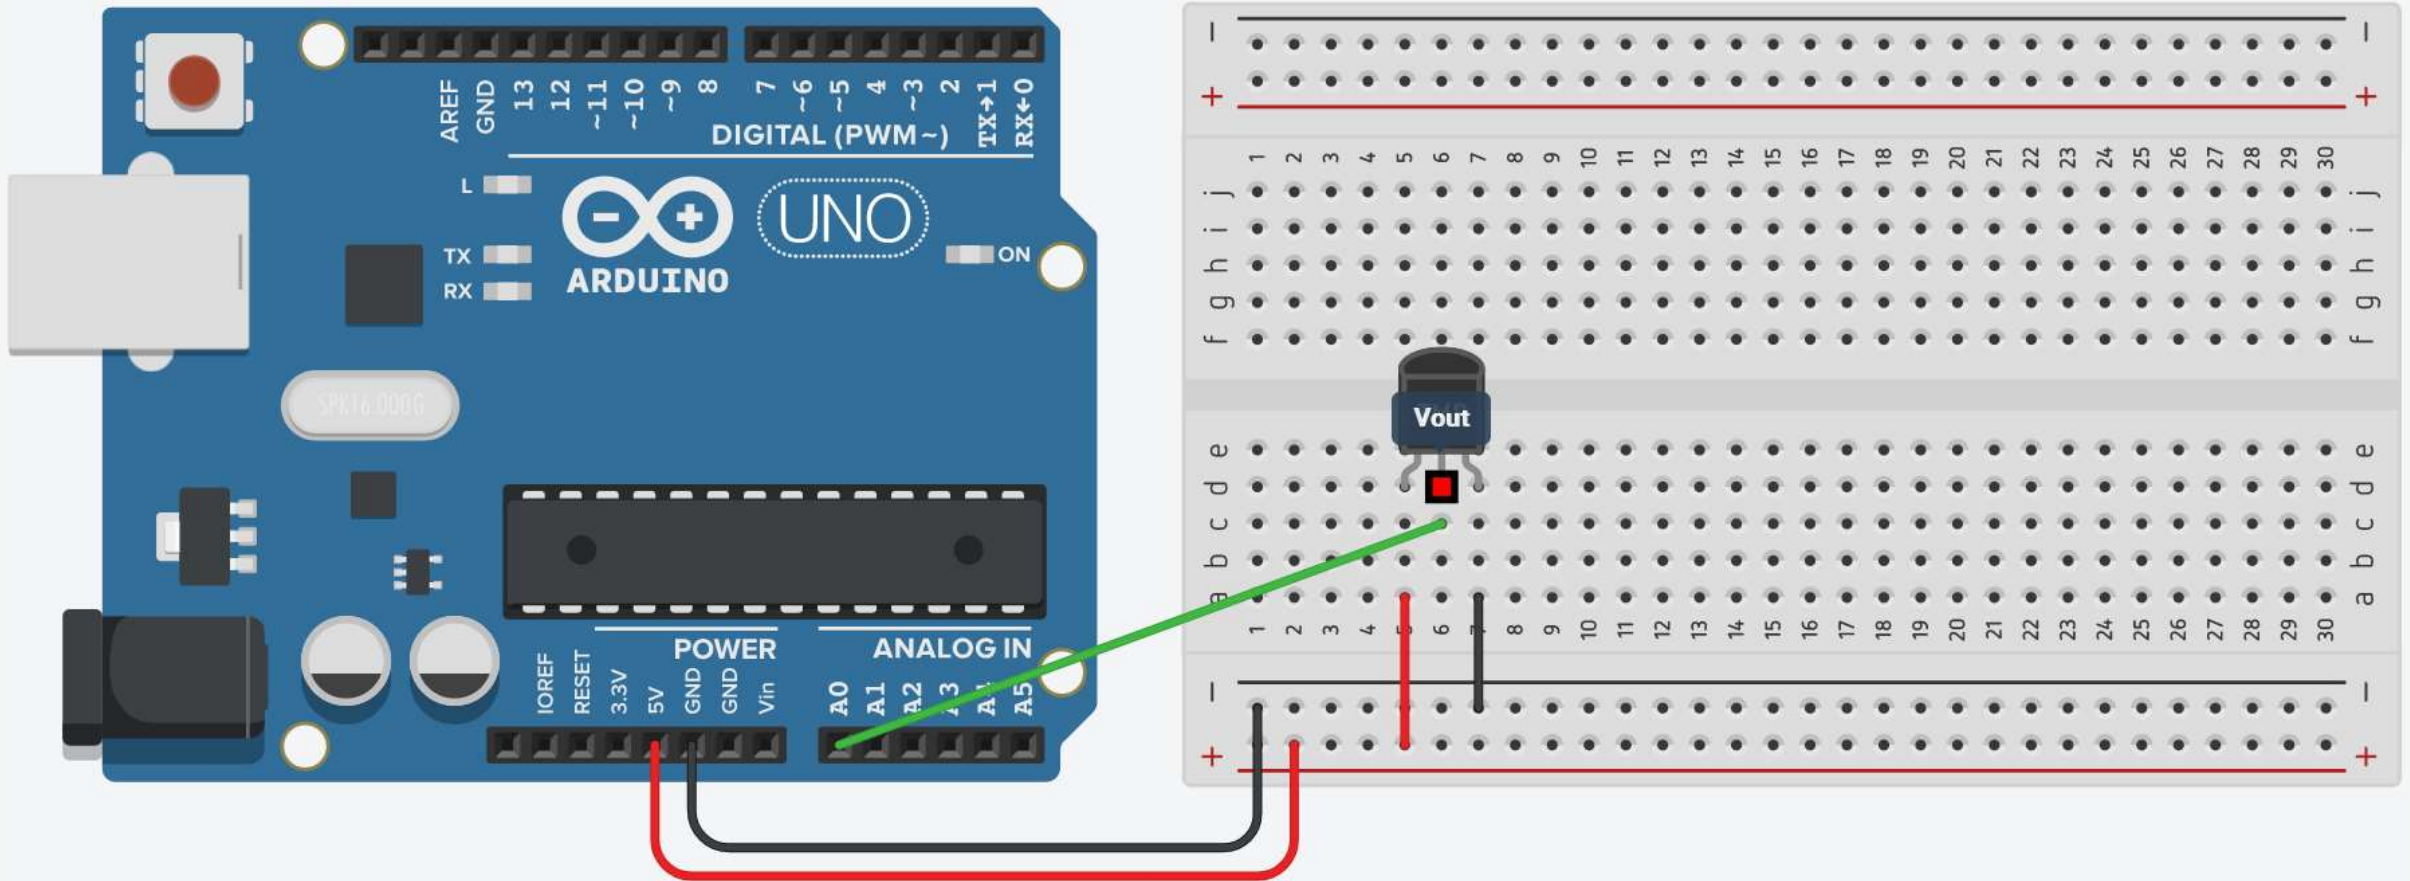 AREF GND 13 12 ~11 ~10 ~9 8 7 ~6 ~5 4 ~3 2 TX→1 RX←0
DIGITAL (PWM~)
L
TX
RX
ARDUINO
UNO
ON
SPK16.000G
POWER
ANALOG IN
IOREF RESET 3.3V 5V GND GND Vin A0 A1 A2 A3 A4 A5
− −
+ +
1 2 3 4 5 6 7 8 9 10 11 12 13 14 15 16 17 18 19 20 21 22 23 24 25 26 27 28 29 30
j j
i i
h h
g g
f f
Vout
e e
d d
c c
b b
a a
1 2 3 4 5 6 7 8 9 10 11 12 13 14 15 16 17 18 19 20 21 22 23 24 25 26 27 28 29 30
− −
+ +